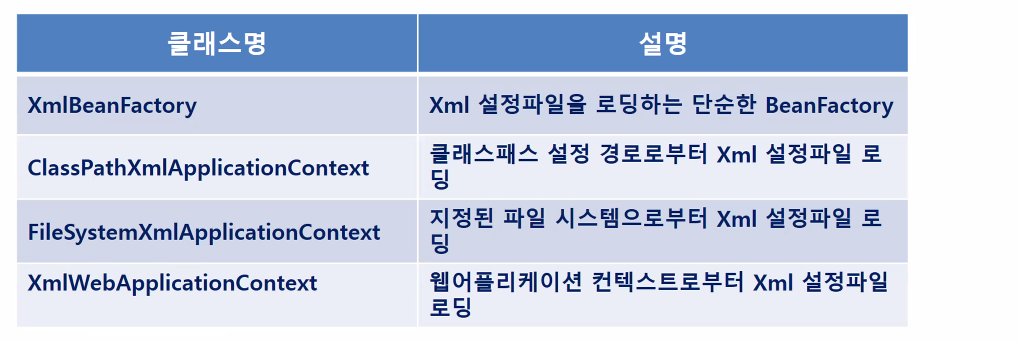 클래스명
설명
XmlBeanFactory
Xml 설정파일을 로딩하는 단순한 BeanFactory
ClassPathXmlApplicationContext
클래스패스 설정 경로로부터 Xml 설정파일 로
딩
FileSystemXmlApplicationContext
지정된 파일 시스템으로부터 Xml 설정파일 로
딩
XmlWebApplicationContext
웹어플리케이션 컨텍스트로부터 Xml 설정파일
로딩